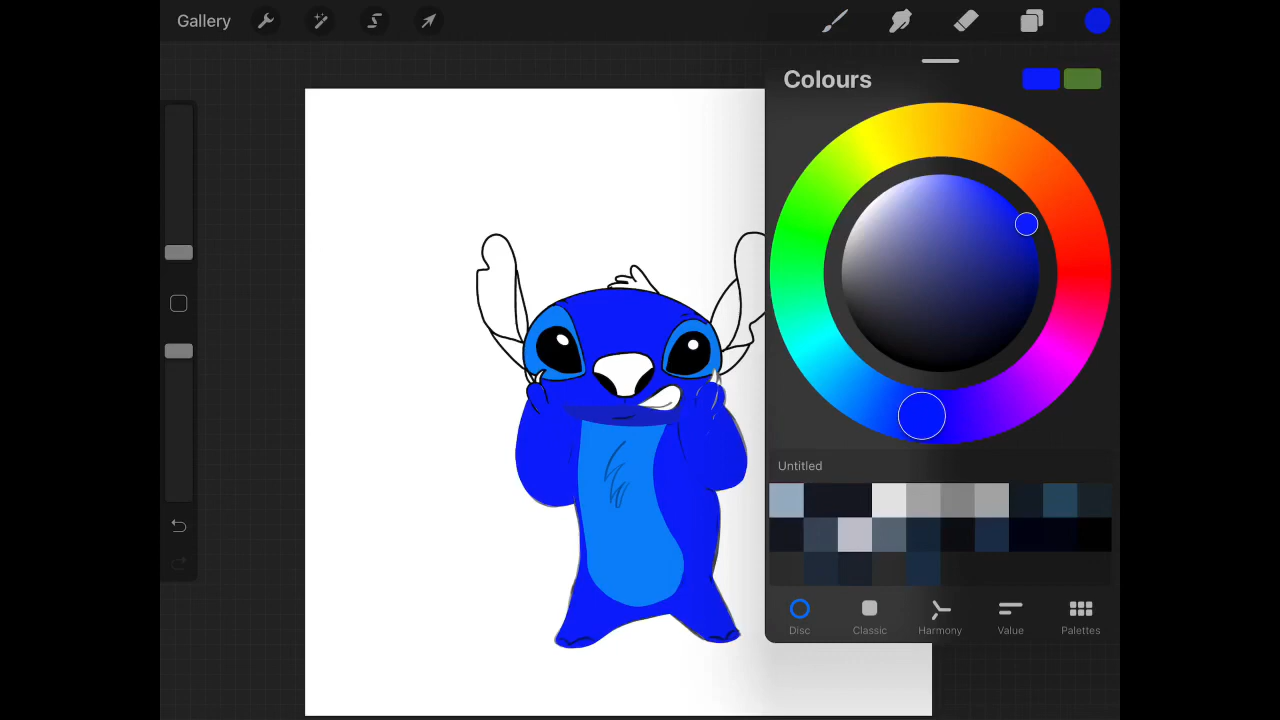 Gallery
Colours
Untitled
Disc
Classic
Harmony
Value
Palettes